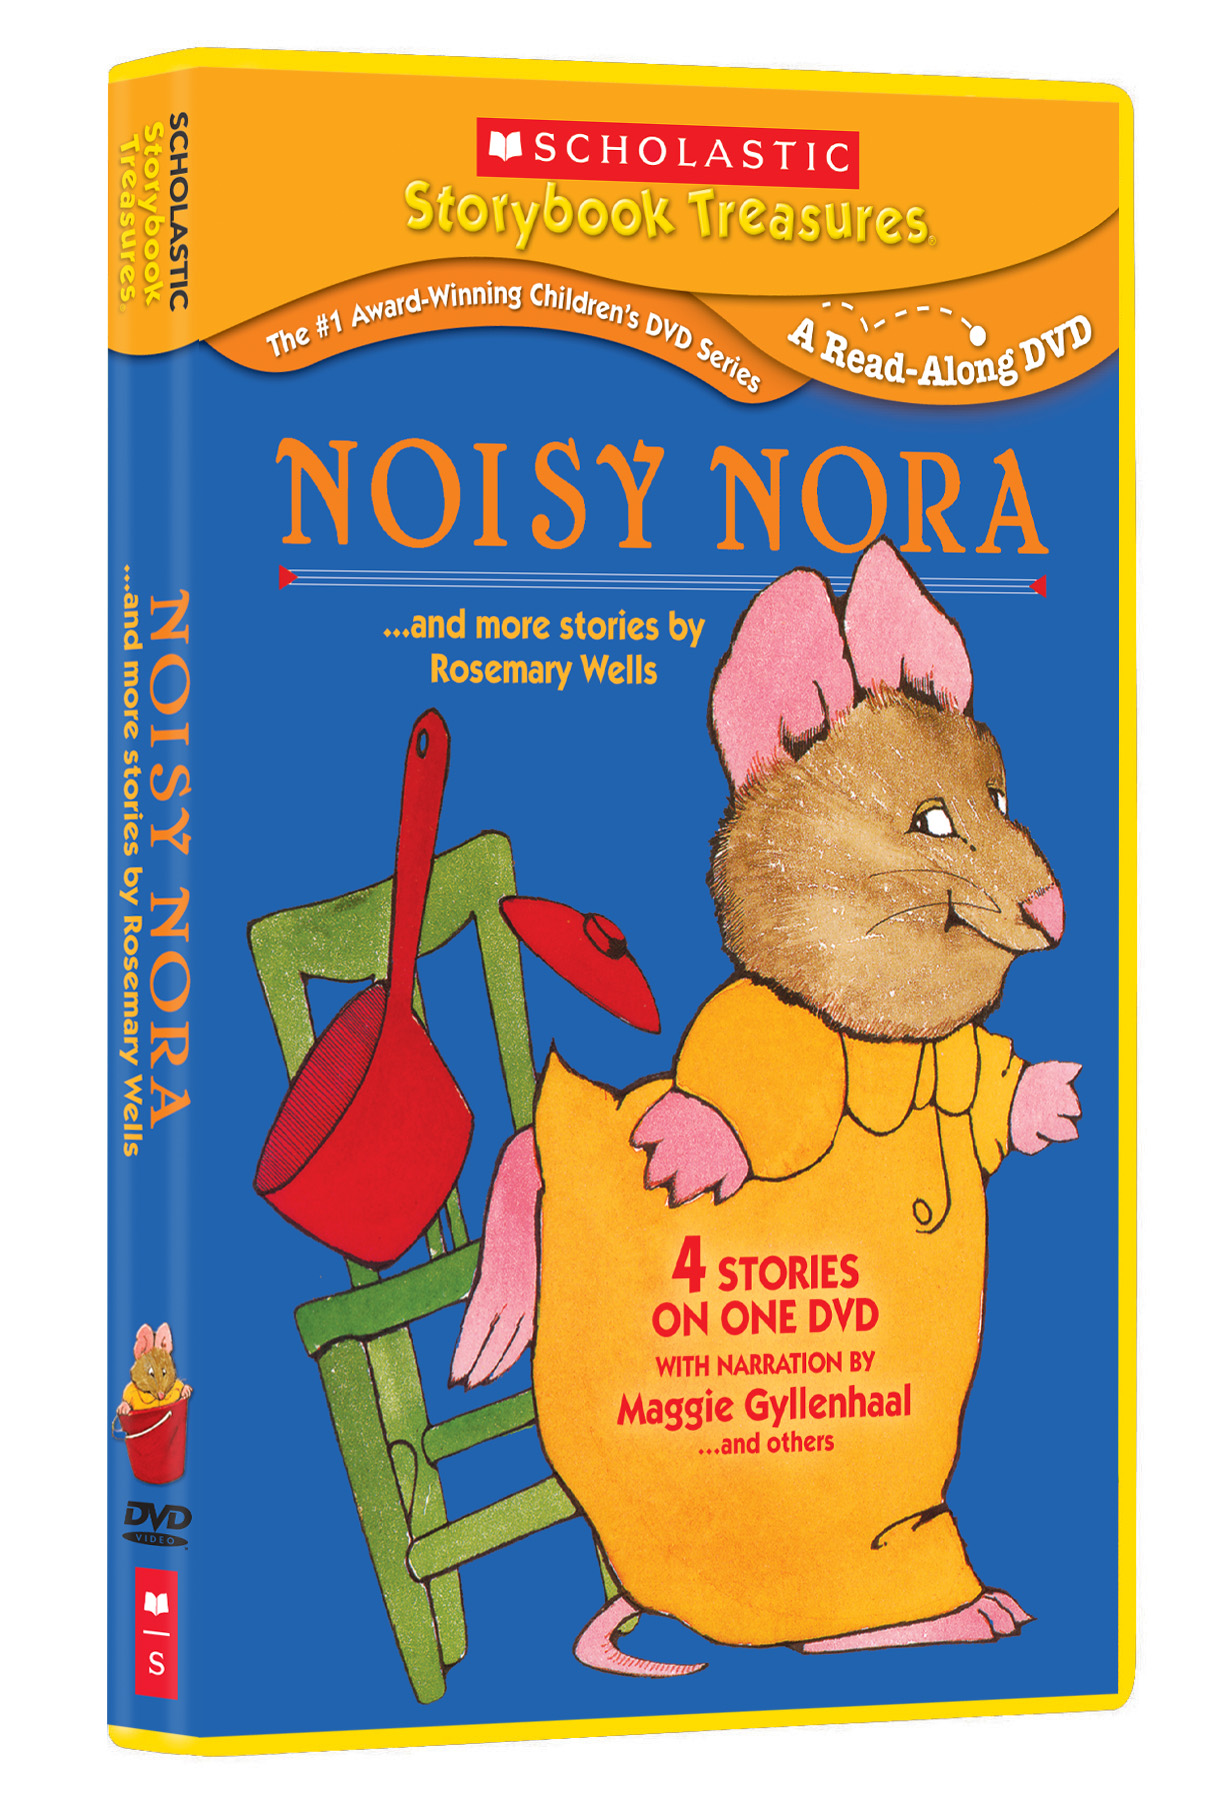 SCHOLASTIC
Storybook Treasures®
The #1 Award-Winning Children's DVD Series
A Read-Along DVD
NOISY NORA
...and more stories by
Rosemary Wells
4 STORIES
ON ONE DVD
WITH NARRATION BY
Maggie Gyllenhaal
...and others
SCHOLASTIC
Storybook
Treasures®
NOISY NORA
...and more stories by Rosemary Wells
DVD
VIDEO
S